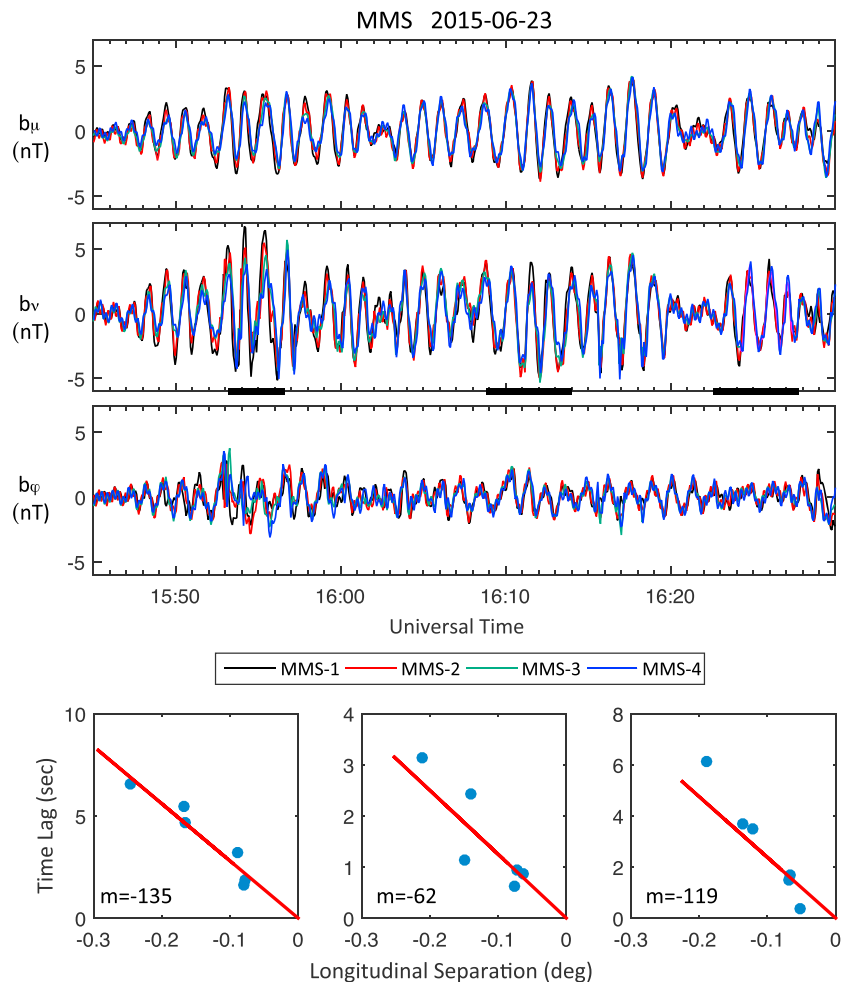 MMS 2015-06-23
5
0
-5
bμ
(nT)
5
0
-5
bν
(nT)
5
0
-5
bφ
(nT)
15:50 16:00 16:10 16:20
Universal Time
MMS-1 MMS-2 MMS-3 MMS-4
10
5
0
Time Lag (sec)
m=-135
-0.3 -0.2 -0.1 0
4
3
2
1
0
m=-62
-0.3 -0.2 -0.1 0
8
6
4
2
0
m=-119
-0.3 -0.2 -0.1 0
Longitudinal Separation (deg)